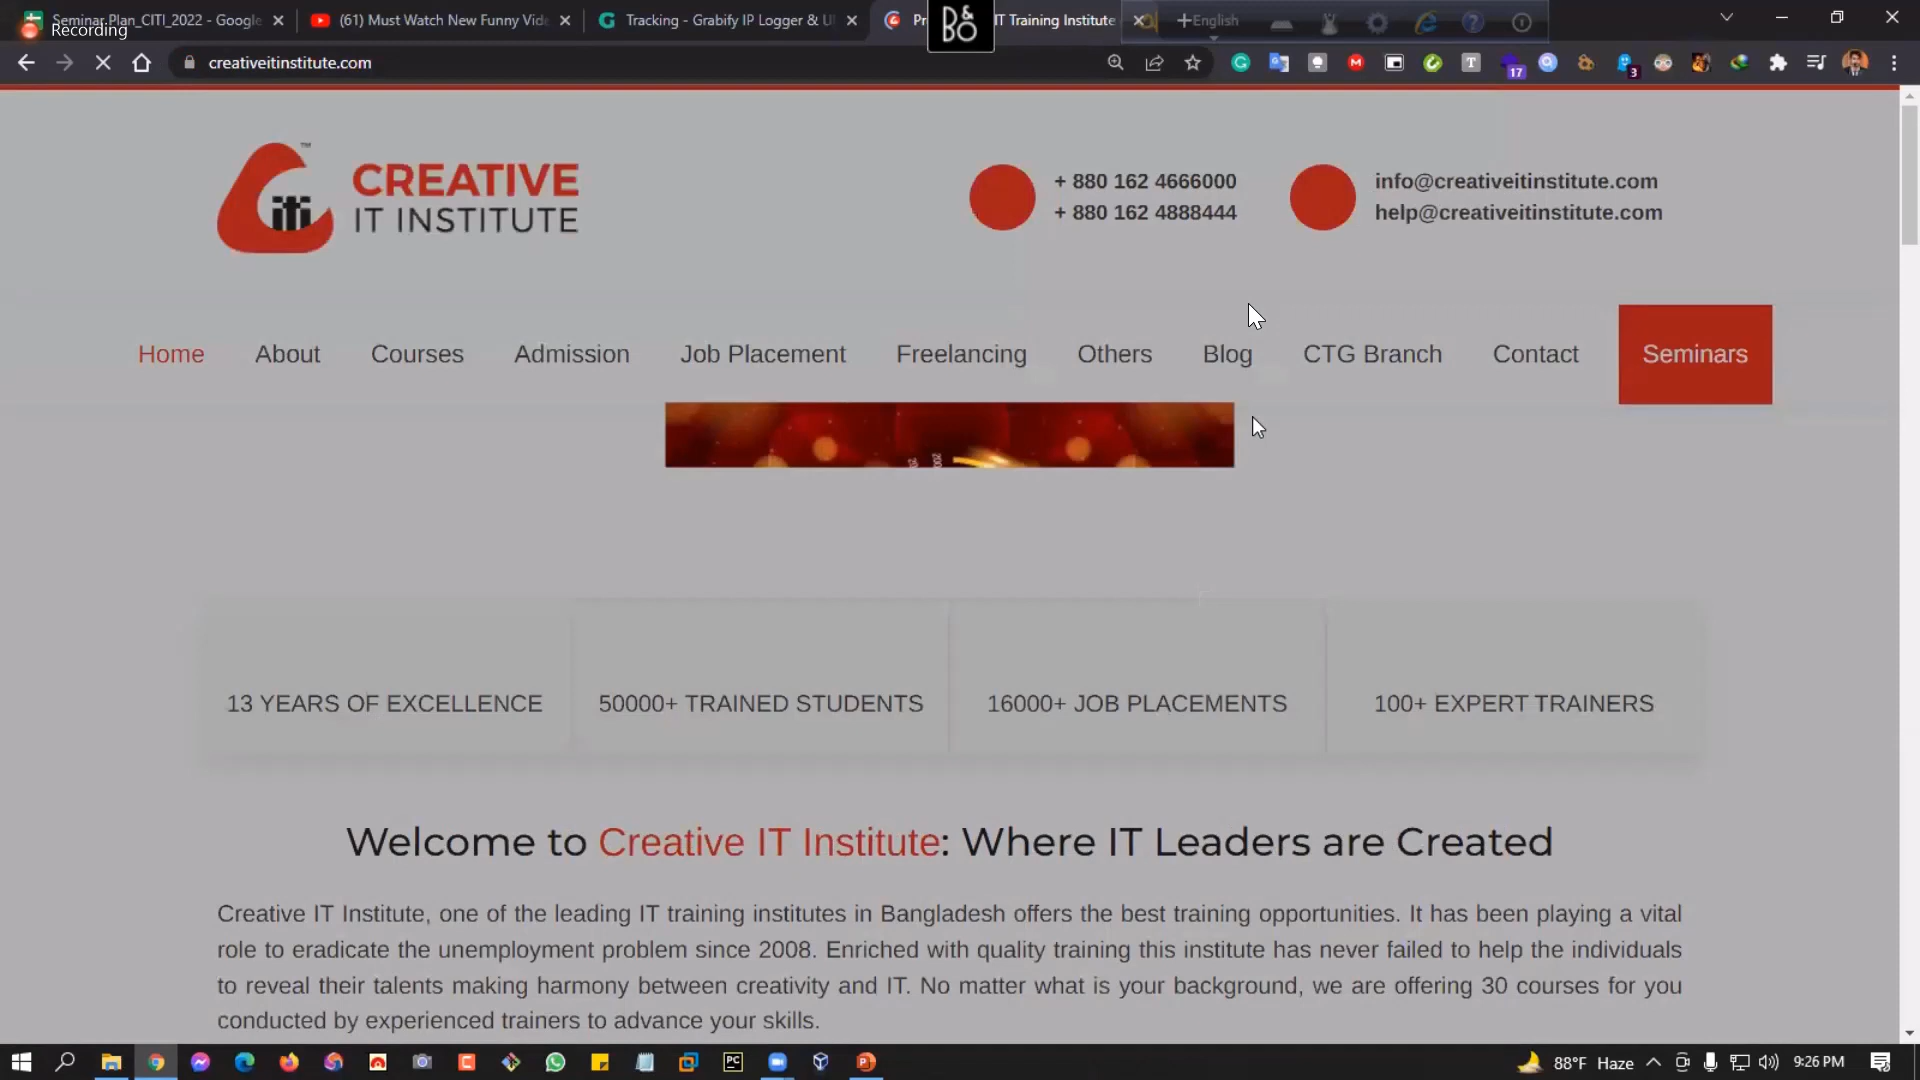 Seminar Plan_CITI_2022 - Google
(61) Must Watch New Funny Vide
Tracking - Grabify IP Logger & U
Pr
IT Training Institute
English
Recording
B&O
creativeitinstitute.com
17
3
CREATIVE
IT INSTITUTE
iti
TM
+ 880 162 4666000
+ 880 162 4888444
info@creativeitinstitute.com
help@creativeitinstitute.com
Home
About
Courses
Admission
Job Placement
Freelancing
Others
Blog
CTG Branch
Contact
Seminars
13 YEARS OF EXCELLENCE
50000+ TRAINED STUDENTS
16000+ JOB PLACEMENTS
100+ EXPERT TRAINERS
Welcome to Creative IT Institute: Where IT Leaders are Created
Creative IT Institute, one of the leading IT training institutes in Bangladesh offers the best training opportunities. It has been playing a vital
role to eradicate the unemployment problem since 2008. Enriched with quality training this institute has never failed to help the individuals
to reveal their talents making harmony between creativity and IT. No matter what is your background, we are offering 30 courses for you
conducted by experienced trainers to advance your skills.
PC
88°F Haze
9:26 PM